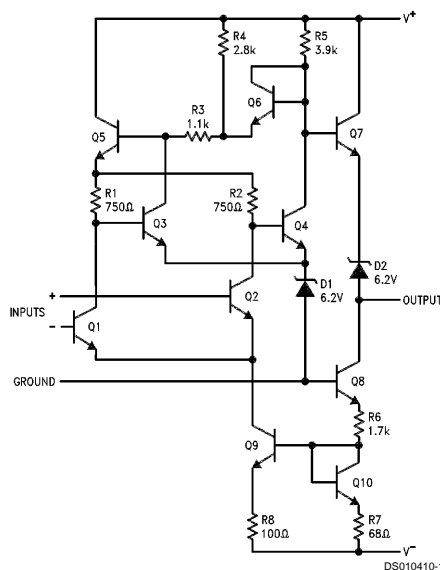 V+
R4
2.8k
R5
3.9k
R3
1.1k
Q6
Q5
Q7
R1
750Ω
R2
750Ω
Q3
Q4
D2
6.2V
D1
6.2V
+
Q2
OUTPUT
INPUTS
-
Q1
GROUND
Q8
R6
1.7k
Q9
Q10
R8
100Ω
R7
68Ω
V-
DS010410-1